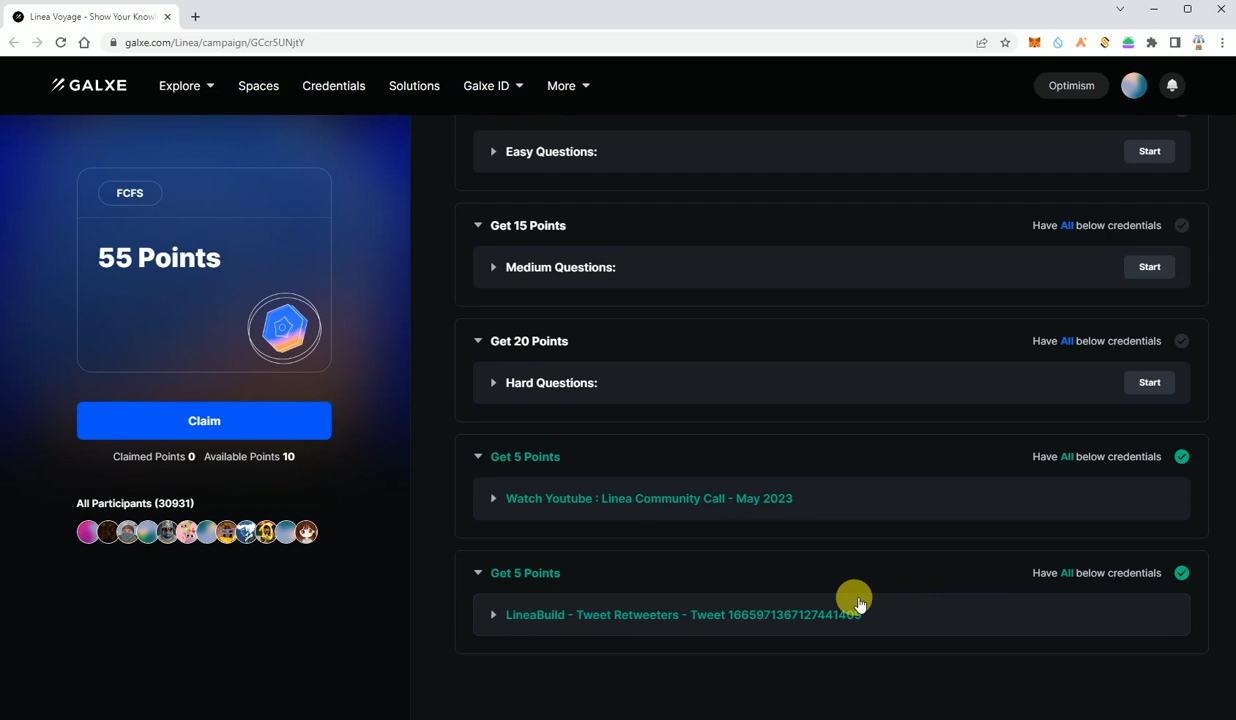 Linea Voyage - Show Your Knowl
galxe.com/Linea/campaign/GCcr5UNjtY
GALXE
Explore
Spaces
Credentials
Solutions
Galxe ID
More
Optimism
FCFS
55 Points
Claim
Claimed Points 0 Available Points 10
All Participants (30931)
Easy Questions:
Start
Get 15 Points
Have All below credentials
Medium Questions:
Start
Get 20 Points
Have All below credentials
Hard Questions:
Start
Get 5 Points
Have All below credentials
Watch Youtube : Linea Community Call - May 2023
Get 5 Points
Have All below credentials
LineaBuild - Tweet Retweeters - Tweet